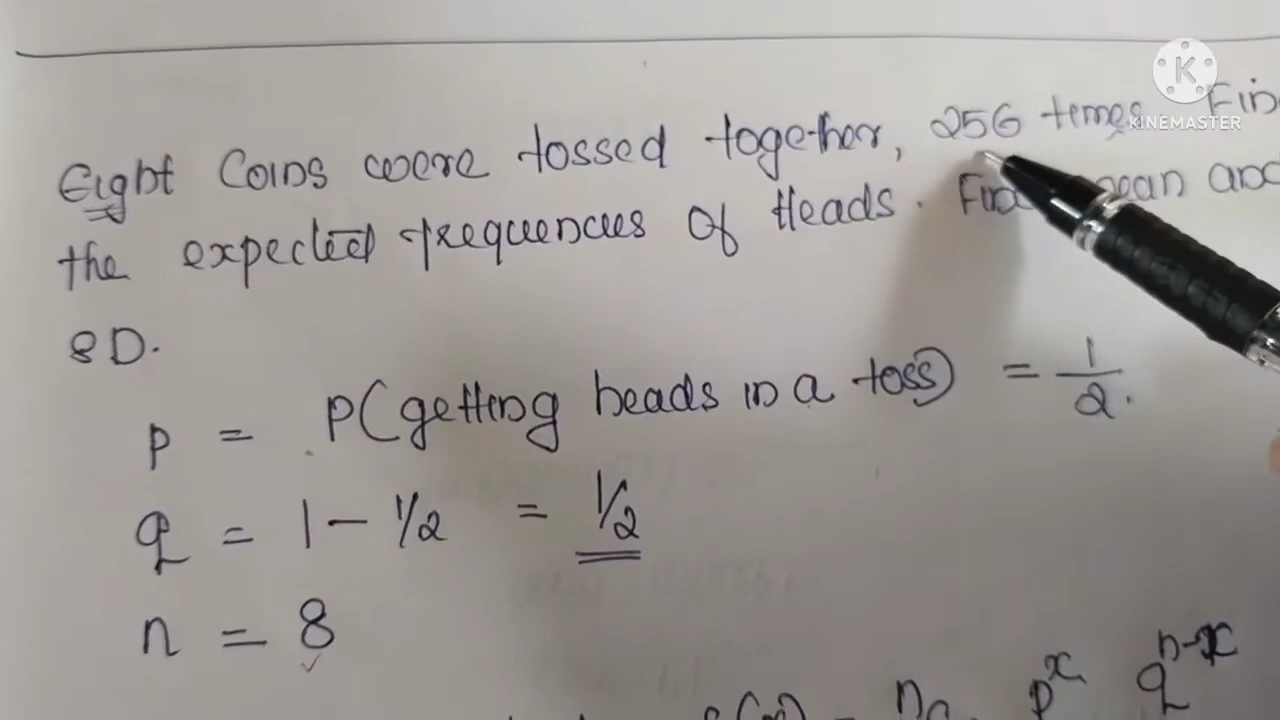 Eight Coins were tossed together, 256 times. Fin
the expected frequencies of Heads. Find mean and
SD.
p = P(getting heads in a toss) = 1/2.
q = 1 - 1/2 = 1/2
n = 8
p^x q^n-x
K
KINEMASTER